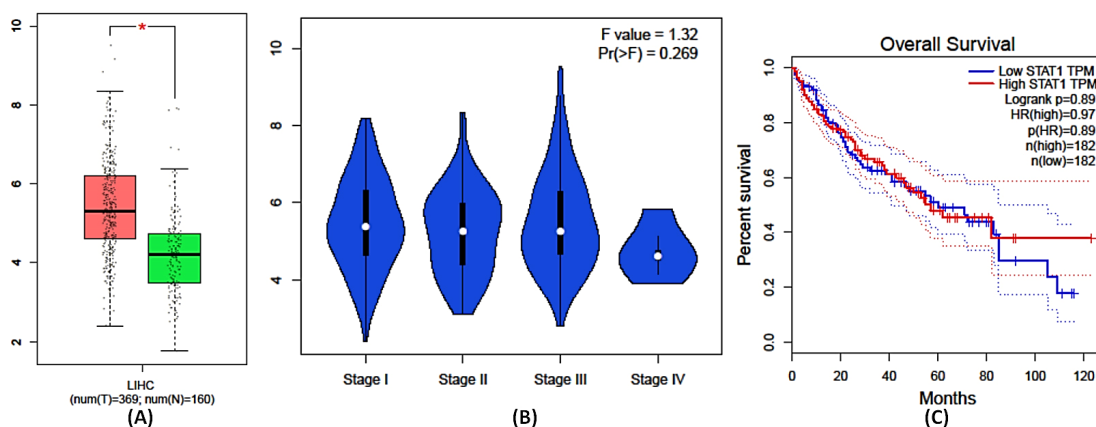 10
8
6
4
2
*
LIHC
(num(T)=369; num(N)=160)
(A)
10
8
6
4
F value = 1.32
Pr(>F) = 0.269
Stage I
Stage II
Stage III
Stage IV
(B)
Overall Survival
Percent survival
1.0
0.8
0.6
0.4
0.2
0.0
Low STAT1 TPM
High STAT1 TPM
Logrank p=0.89
HR(high)=0.97
p(HR)=0.89
n(high)=182
n(low)=182
0 20 40 60 80 100 120
Months
(C)